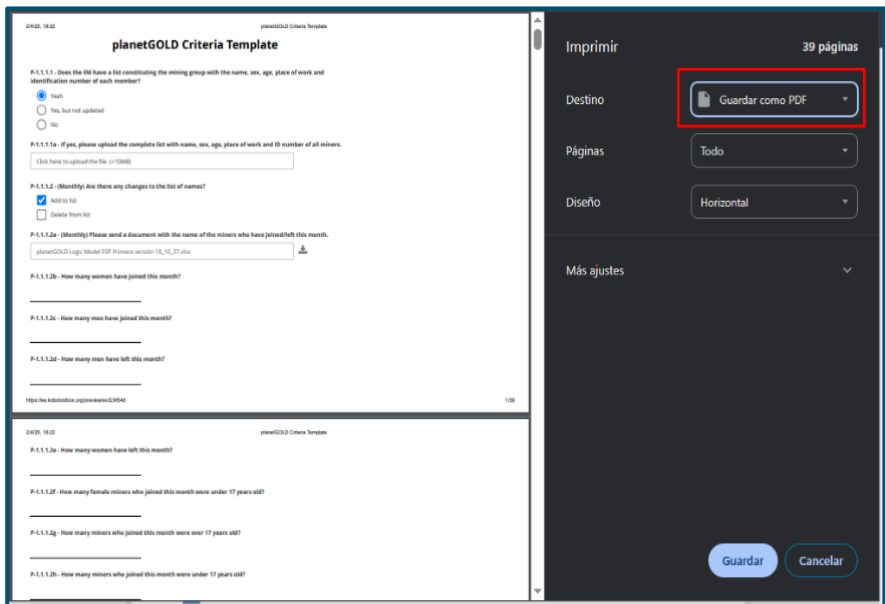 2/4/25, 18:22 planetGOLD Criteria Template
planetGOLD Criteria Template
P-1.1.1.1 - Does the EM have a list constituting the mining group with the name, sex, age, place of work and
identification number of each member?
Yeah
Yes, but not updated
No
P-1.1.1.1a - If yes, please upload the complete list with name, sex, age, place of work and ID number of all miners.
Click here to upload the file. (<10MB)
P-1.1.1.2 - (Monthly) Are there any changes to the list of names?
Add to list
Delete from list
P-1.1.1.2a - (Monthly) Please send a document with the name of the miners who have joined/left this month.
planetGOLD Logix Model ESP Primera versión 18_10_37.xlsx
P-1.1.1.2b - How many women have joined this month?
P-1.1.1.2c - How many men have joined this month?
P-1.1.1.2d - How many men have left this month?
1/39
2/4/25, 18:22 planetGOLD Criteria Template
P-1.1.1.2e - How many women have left this month?
P-1.1.1.2f - How many female miners who joined this month were under 17 years old?
P-1.1.1.2g - How many miners who joined this month were over 17 years old?
P-1.1.1.2h - How many miners who joined this month were under 17 years old?
Imprimir 39 páginas
Destino Guardar como PDF
Páginas Todo
Diseño Horizontal
Más ajustes
Guardar Cancelar